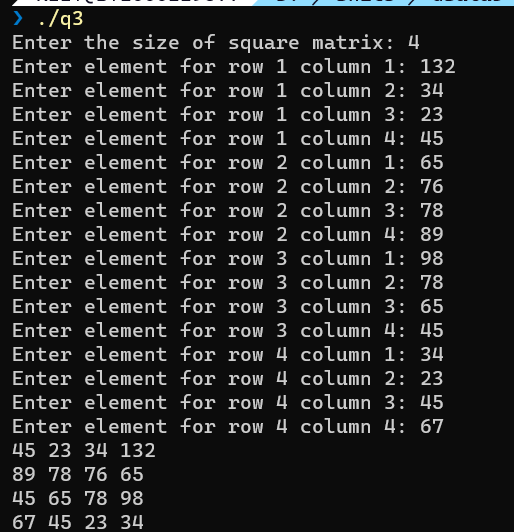 ❯ ./q3
Enter the size of square matrix: 4
Enter element for row 1 column 1: 132
Enter element for row 1 column 2: 34
Enter element for row 1 column 3: 23
Enter element for row 1 column 4: 45
Enter element for row 2 column 1: 65
Enter element for row 2 column 2: 76
Enter element for row 2 column 3: 78
Enter element for row 2 column 4: 89
Enter element for row 3 column 1: 98
Enter element for row 3 column 2: 78
Enter element for row 3 column 3: 65
Enter element for row 3 column 4: 45
Enter element for row 4 column 1: 34
Enter element for row 4 column 2: 23
Enter element for row 4 column 3: 45
Enter element for row 4 column 4: 67
45 23 34 132
89 78 76 65
45 65 78 98
67 45 23 34